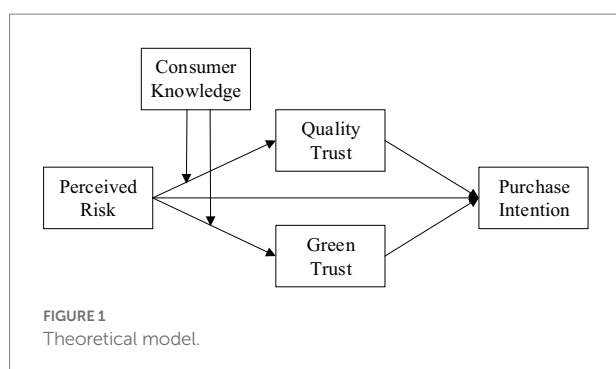 Consumer
Knowledge
Quality
Trust
Perceived
Risk
Purchase
Intention
Green
Trust
FIGURE 1
Theoretical model.